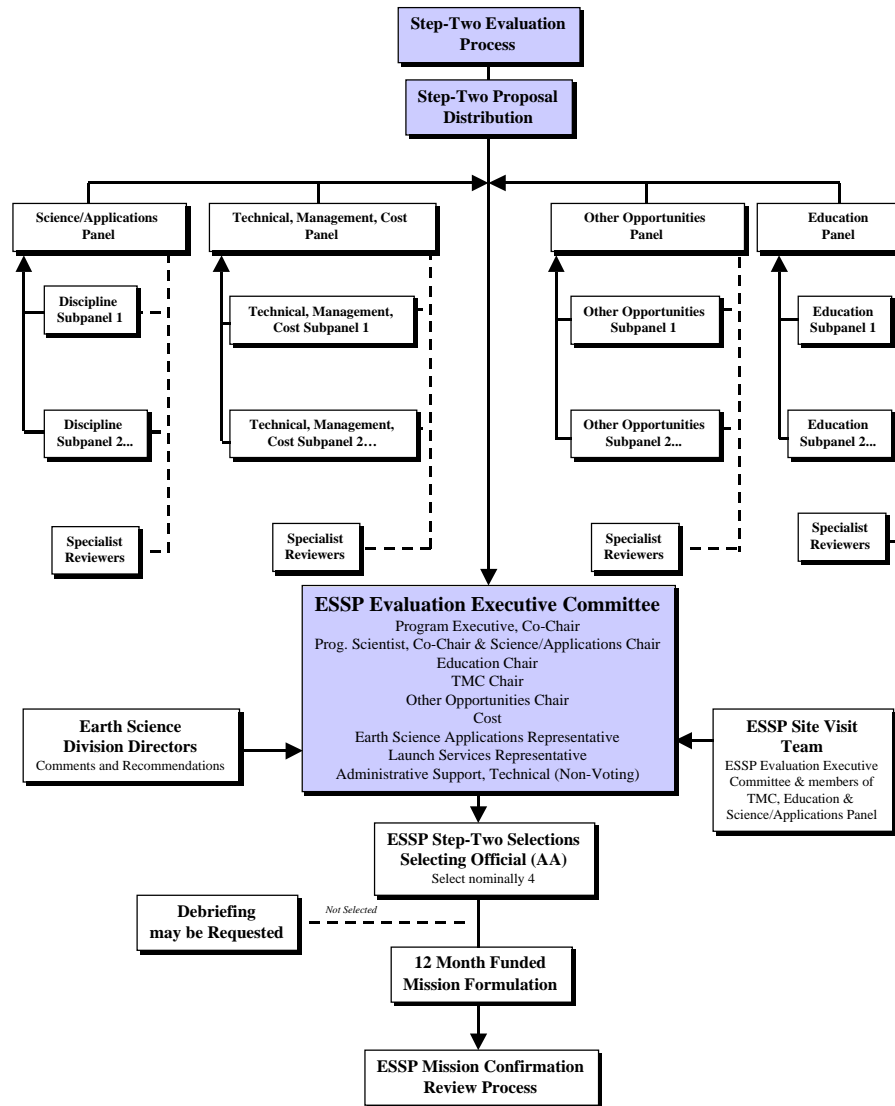 Step-Two Evaluation
Process
Step-Two Proposal
Distribution
Science/Applications
Panel
Technical, Management, Cost
Panel
Other Opportunities
Panel
Education
Panel
Discipline
Subpanel 1
Technical, Management,
Cost Subpanel 1
Other Opportunities
Subpanel 1
Education
Subpanel 1
Discipline
Subpanel 2...
Technical, Management,
Cost Subpanel 2…
Other Opportunities
Subpanel 2...
Education
Subpanel 2...
Specialist
Reviewers
Specialist
Reviewers
Specialist
Reviewers
Specialist
Reviewers
ESSP Evaluation Executive Committee
Program Executive, Co-Chair
Prog. Scientist, Co-Chair & Science/Applications Chair
Education Chair
TMC Chair
Other Opportunities Chair
Cost
Earth Science Applications Representative
Launch Services Representative
Administrative Support, Technical (Non-Voting)
Earth Science
Division Directors
Comments and Recommendations
ESSP Site Visit
Team
ESSP Evaluation Executive
Committee & members of
TMC, Education &
Science/Applications Panel
ESSP Step-Two Selections
Selecting Official (AA)
Select nominally 4
Debriefing
may be Requested
Not Selected
12 Month Funded
Mission Formulation
ESSP Mission Confirmation
Review Process